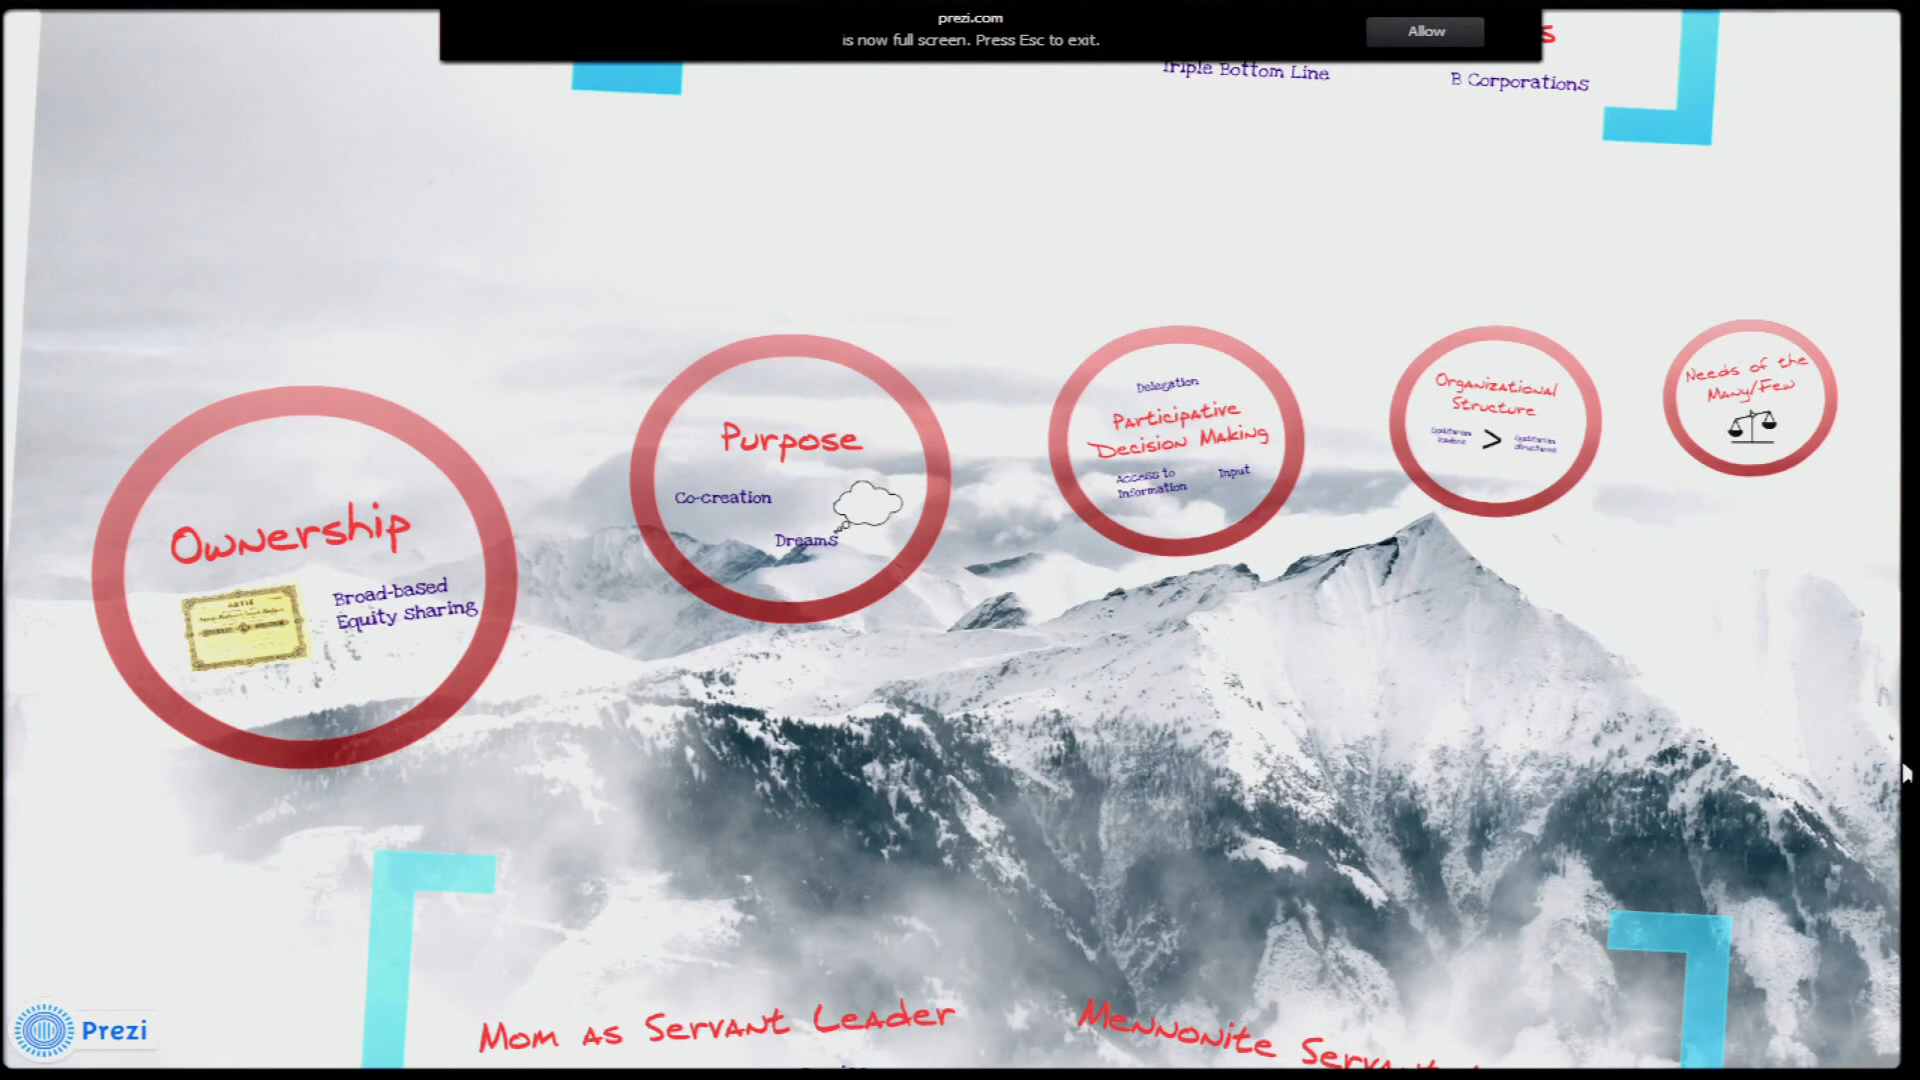 prezi.com
is now full screen. Press Esc to exit.
Allow
s
Triple Bottom Line
B Corporations
Ownership
Broad-based
Equity sharing
Purpose
Co-creation
Dreams
Delegation
Participative
Decision Making
Access to
Information
Input
Organizational
Structure
>
structures
Needs of the
Many/Few
Mom as Servant Leader
Mennonite Servant
Prezi